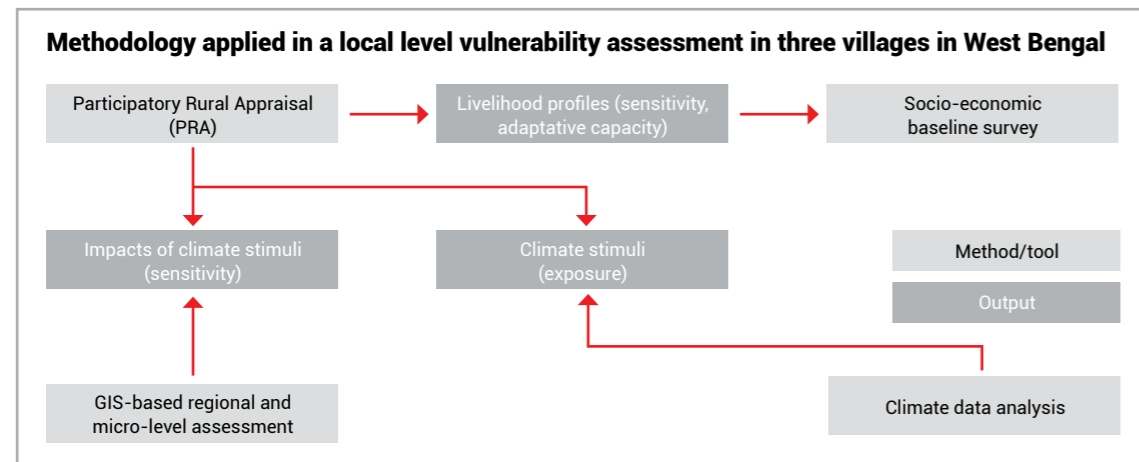 Methodology applied in a local level vulnerability assessment in three villages in West Bengal
Participatory Rural Appraisal
(PRA)
Livelihood profiles (sensitivity,
adaptative capacity)
Socio-economic
baseline survey
Impacts of climate stimuli
(sensitivity)
Climate stimuli
(exposure)
Method/tool
Output
GIS-based regional and
micro-level assessment
Climate data analysis